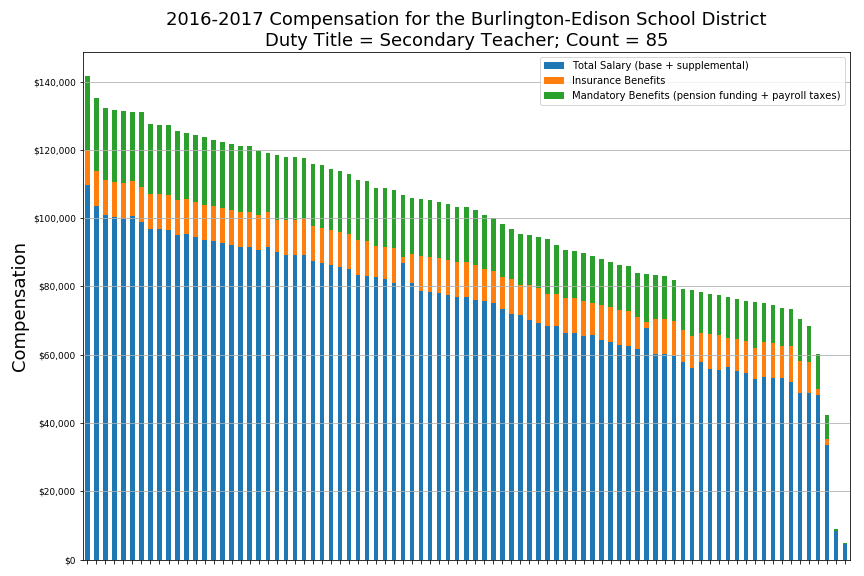 2016-2017 Compensation for the Burlington-Edison School District
Duty Title = Secondary Teacher; Count = 85
Total Salary (base + supplemental)
Insurance Benefits
Mandatory Benefits (pension funding + payroll taxes)
Compensation
$140,000
$120,000
$100,000
$80,000
$60,000
$40,000
$20,000
$0